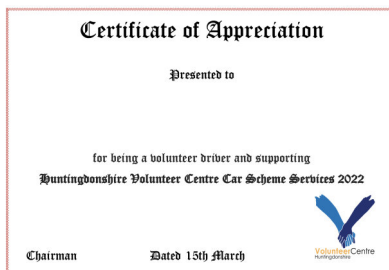 Certificate of Appreciation
Presented to
for being a volunteer driver and supporting
Huntingdonshire Volunteer Centre Car Scheme Services 2022
VolunteerCentre
Huntingdonshire
Chairman Dated 15th March